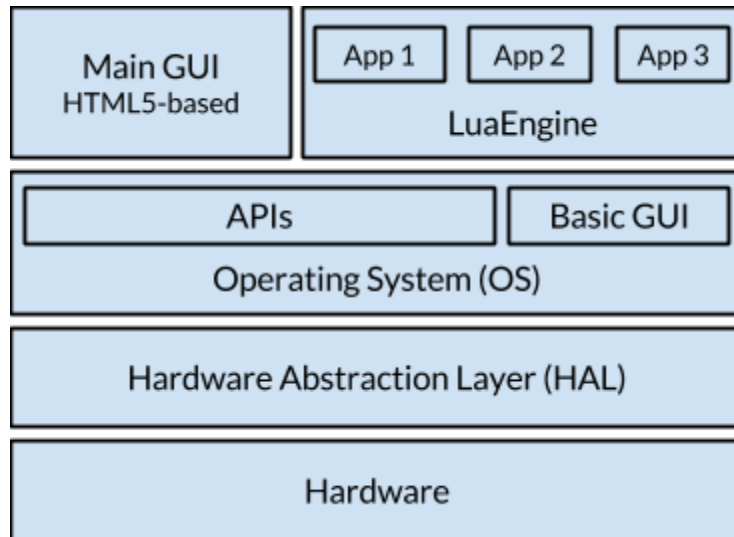 Main GUI
HTML5-based
App 1
App 2
App 3
LuaEngine
APIs
Basic GUI
Operating System (OS)
Hardware Abstraction Layer (HAL)
Hardware